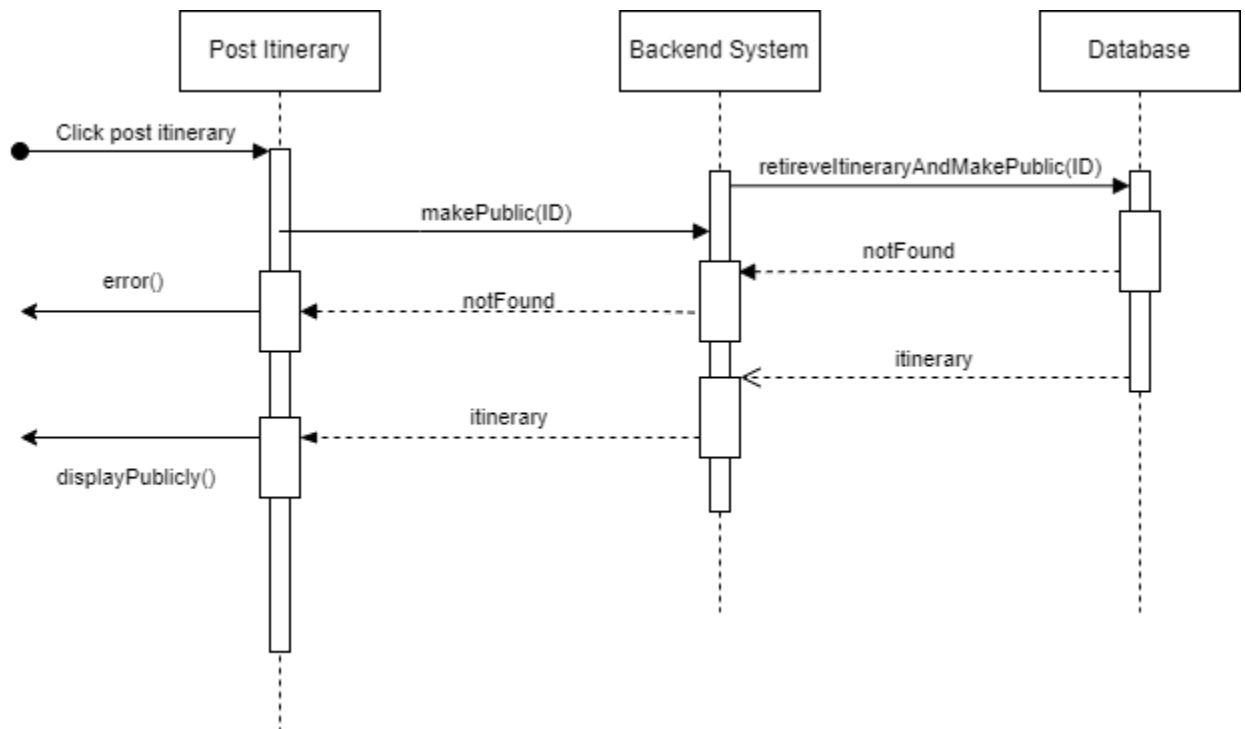 Post Itinerary
Backend System
Database
Click post itinerary
retireveItineraryAndMakePublic(ID)
makePublic(ID)
notFound
error()
notFound
itinerary
itinerary
displayPublicly()